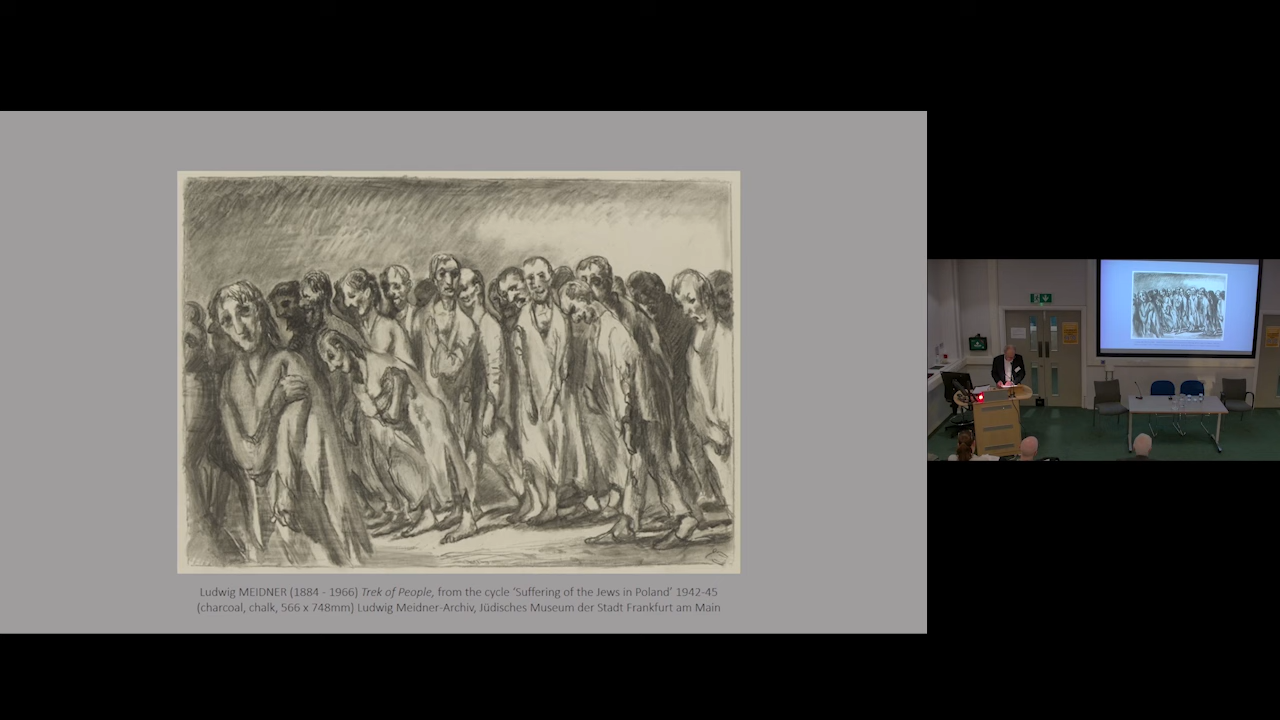 Ludwig MEIDNER (1884 - 1966) Trek of People, from the cycle ‘Suffering of the Jews in Poland’ 1942-45
(charcoal, chalk, 566 x 748mm) Ludwig Meidner-Archiv, Jüdisches Museum der Stadt Frankfurt am Main